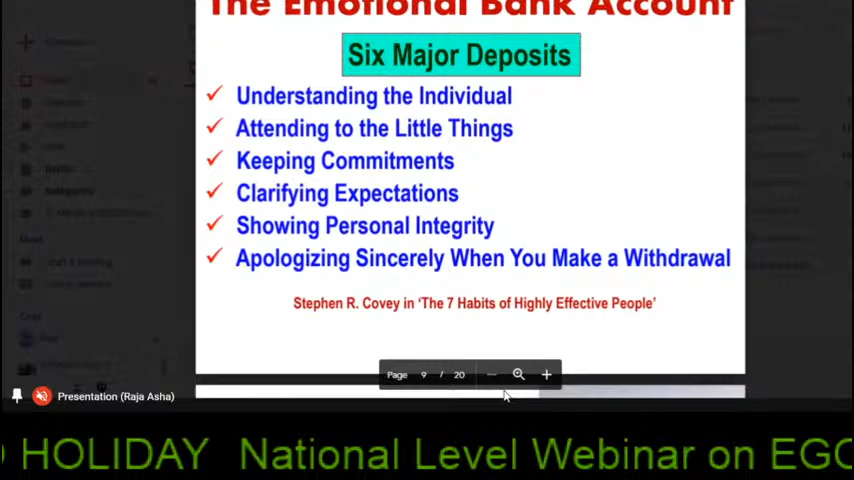 The Emotional Bank Account
Six Major Deposits
✓ Understanding the Individual
✓ Attending to the Little Things
✓ Keeping Commitments
✓ Clarifying Expectations
✓ Showing Personal Integrity
✓ Apologizing Sincerely When You Make a Withdrawal
Stephen R. Covey in ‘The 7 Habits of Highly Effective People’
Page 9 / 20
Presentation (Raja Asha)
HOLIDAY National Level Webinar on EGO